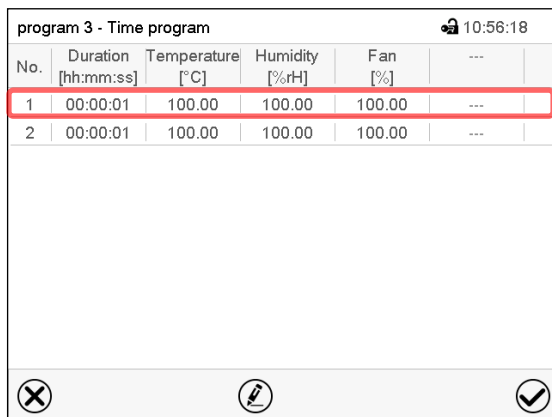 program 3 - Time program 10:56:18
No. Duration [hh:mm:ss] Temperature [°C] Humidity [%rH] Fan [%] ---
1 00:00:01 100.00 100.00 100.00 ---
2 00:00:01 100.00 100.00 100.00 ---